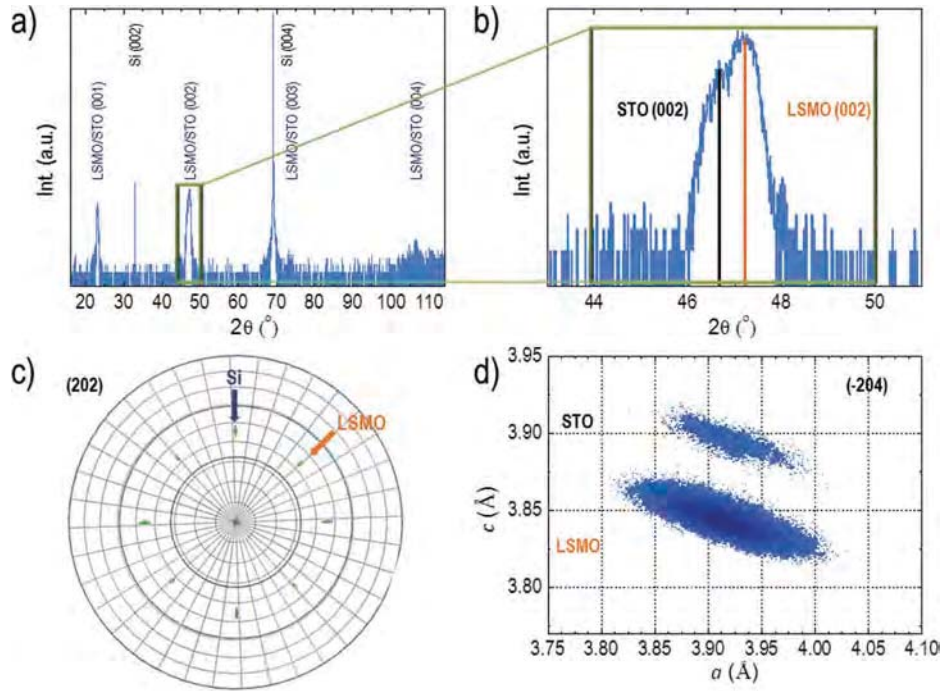 a)
Int. (a.u.)
LSMO/STO (001)
Si (002)
LSMO/STO (002)
Si (004)
LSMO/STO (003)
LSMO/STO (004)
20 30 40 50 60 70 80 90 100 110
2θ (°)
b)
Int. (a.u.)
STO (002)
LSMO (002)
44 46 48 50
2θ (°)
c)
(202)
Si
LSMO
d)
(-204)
STO
LSMO
c (Å)
3.95
3.90
3.85
3.80
3.75 3.80 3.85 3.90 3.95 4.00 4.05 4.10
a (Å)